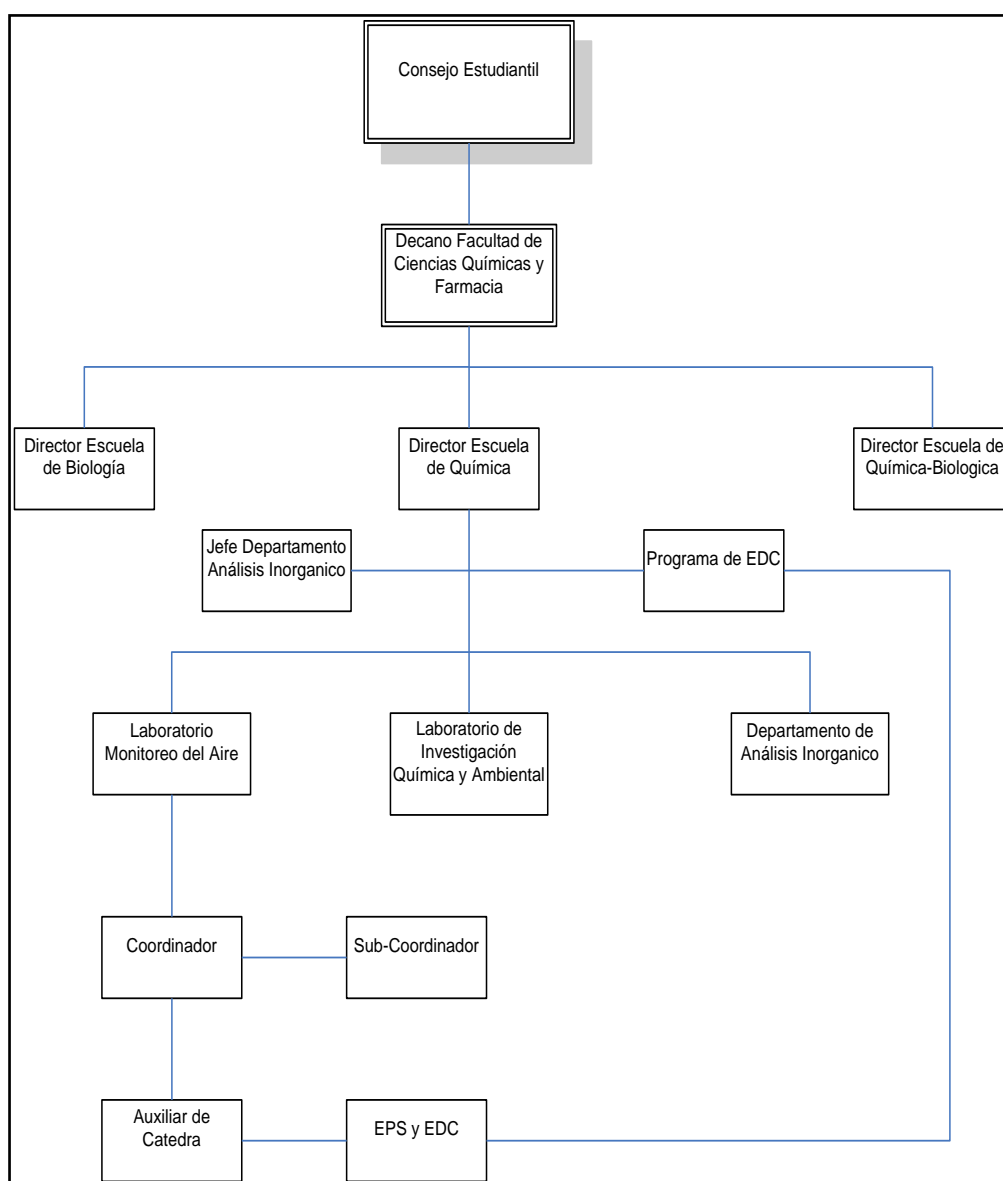 Consejo Estudiantil
Decano Facultad de
Ciencias Químicas y
Farmacia
Director Escuela
de Biología
Director Escuela
de Química
Director Escuela de
Química-Biologica
Jefe Departamento
Análisis Inorganico
Programa de EDC
Laboratorio
Monitoreo del Aire
Laboratorio de
Investigación
Química y Ambiental
Departamento de
Análisis Inorganico
Coordinador
Sub-Coordinador
Auxiliar de
Catedra
EPS y EDC